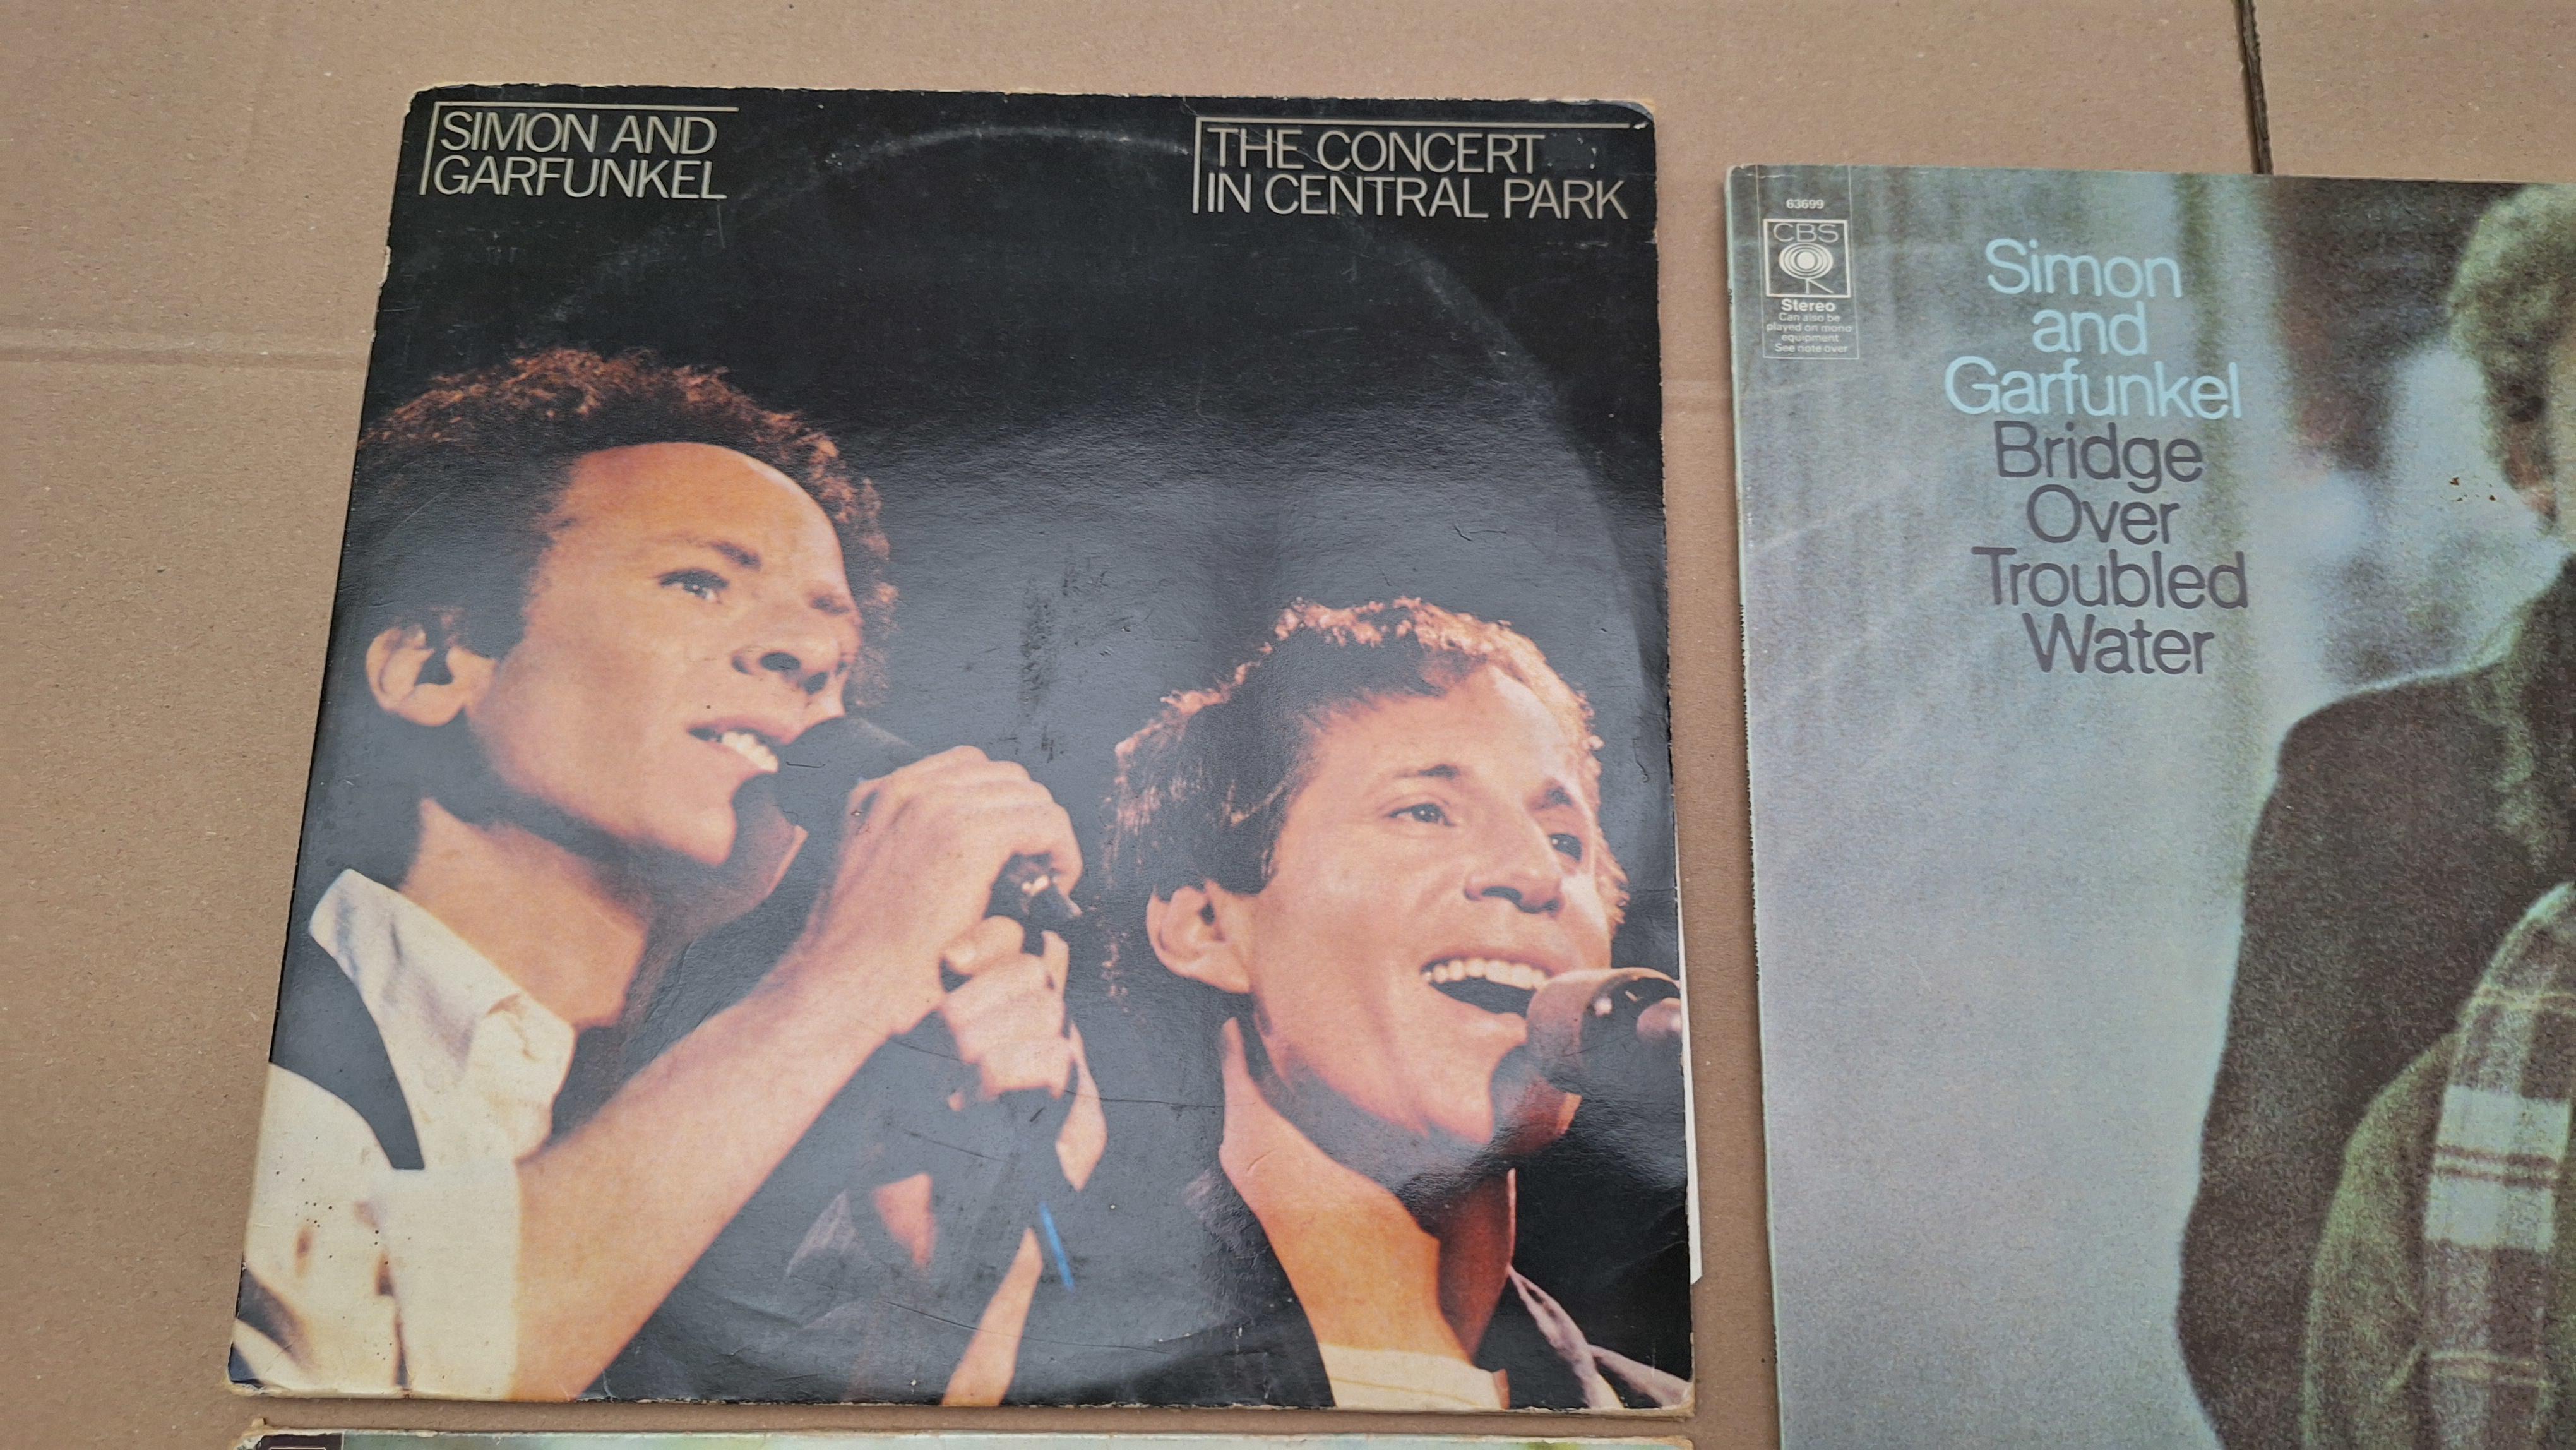 SIMON AND
GARFUNKEL
THE CONCERT
IN CENTRAL PARK
63699
CBS
Stereo
Can also be
played on mono
equipment
See note over
Simon
and
Garfunkel
Bridge
Over
Troubled
Water